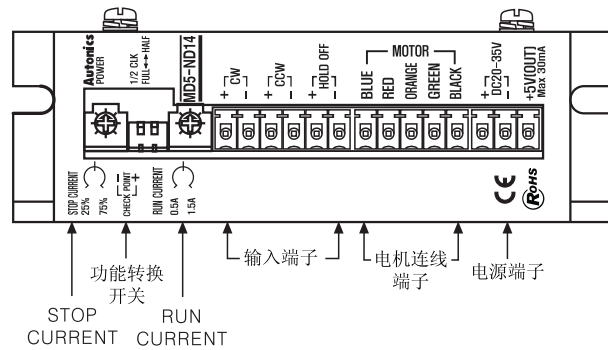 Autonics
POWER
1/2 CLK
FULL↔HALF
MD5-ND14
+ CW −
+ CCW −
+ HOLD OFF −
MOTOR
BLUE
RED
ORANGE
GREEN
BLACK
+ DC20-35V −
+5V(OUT)
Max 30mA
STOP CURRENT
25%
75%
− CHECK POINT +
RUN CURRENT
0.5A
1.5A
CE
RoHS
输入端子
电机连线
端子
电源端子
功能转换
开关
STOP
CURRENT
RUN
CURRENT